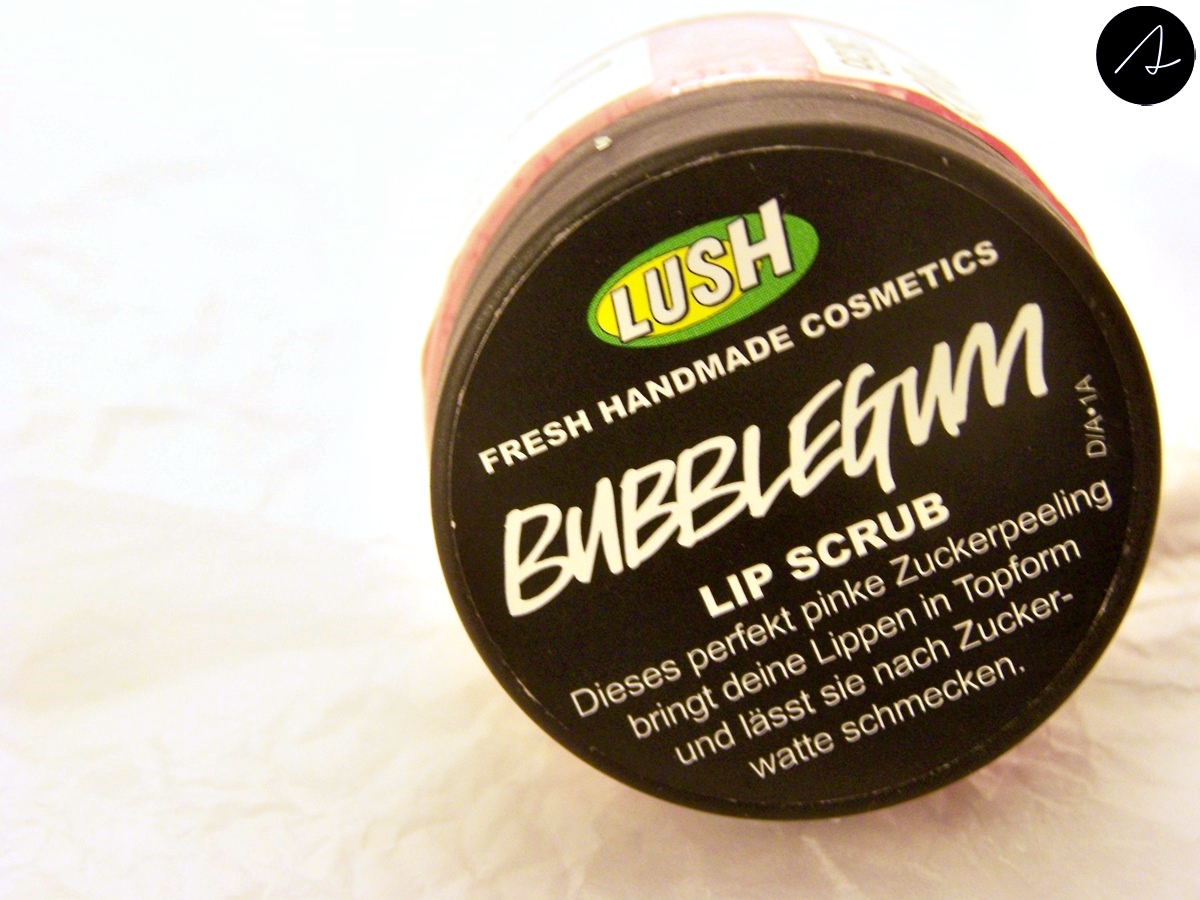 LUSH
FRESH HANDMADE COSMETICS
BUBBLEGUM
D/A•1A
LIP SCRUB
Dieses perfekt pinke Zuckerpeeling
bringt deine Lippen in Topform
und lässt sie nach Zucker-
watte schmecken.